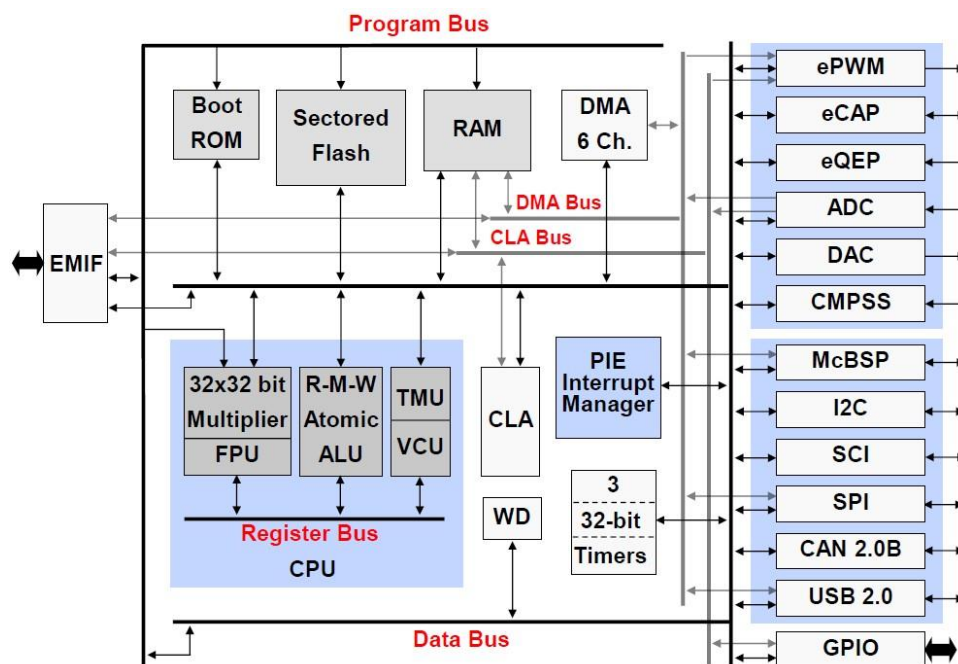 Program Bus
Boot
ROM
Sectored
Flash
RAM
DMA
6 Ch.
DMA Bus
CLA Bus
EMIF
32x32 bit
Multiplier
FPU
R-M-W
Atomic
ALU
TMU
VCU
Register Bus
CPU
CLA
WD
PIE
Interrupt
Manager
3
32-bit
Timers
Data Bus
ePWM
eCAP
eQEP
ADC
DAC
CMPSS
McBSP
I2C
SCI
SPI
CAN 2.0B
USB 2.0
GPIO